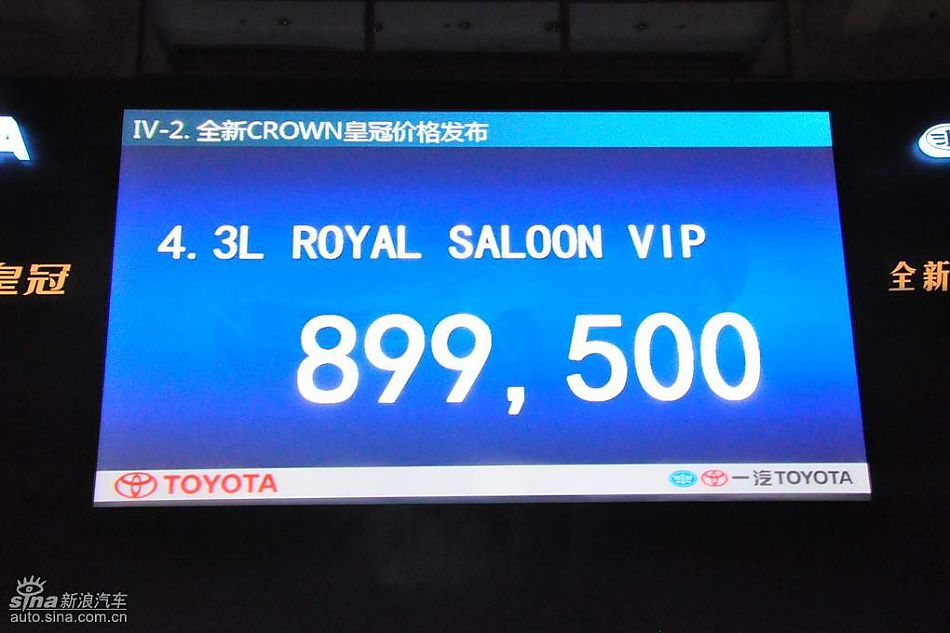 A
IV-2. 全新CROWN皇冠价格发布
4.3L ROYAL SALOON VIP
皇冠
全新
899,500
TOYOTA
一汽TOYOTA
sina新浪汽车
auto.sina.com.cn